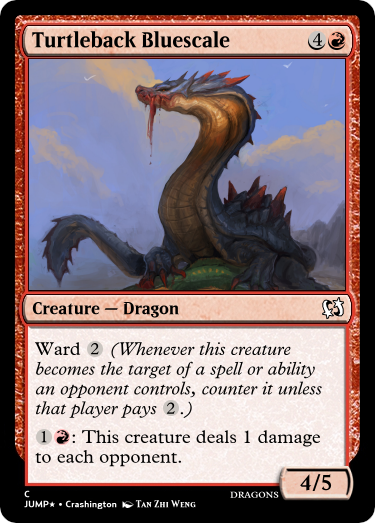 Turtleback Bluescale 4
Creature — Dragon
Ward 2 (Whenever this creature
becomes the target of a spell or ability
an opponent controls, counter it unless
that player pays 2.)
1: This creature deals 1 damage
to each opponent.
4/5
C
DRAGONS
JUMP★ • Crashington Tan Zhi Weng